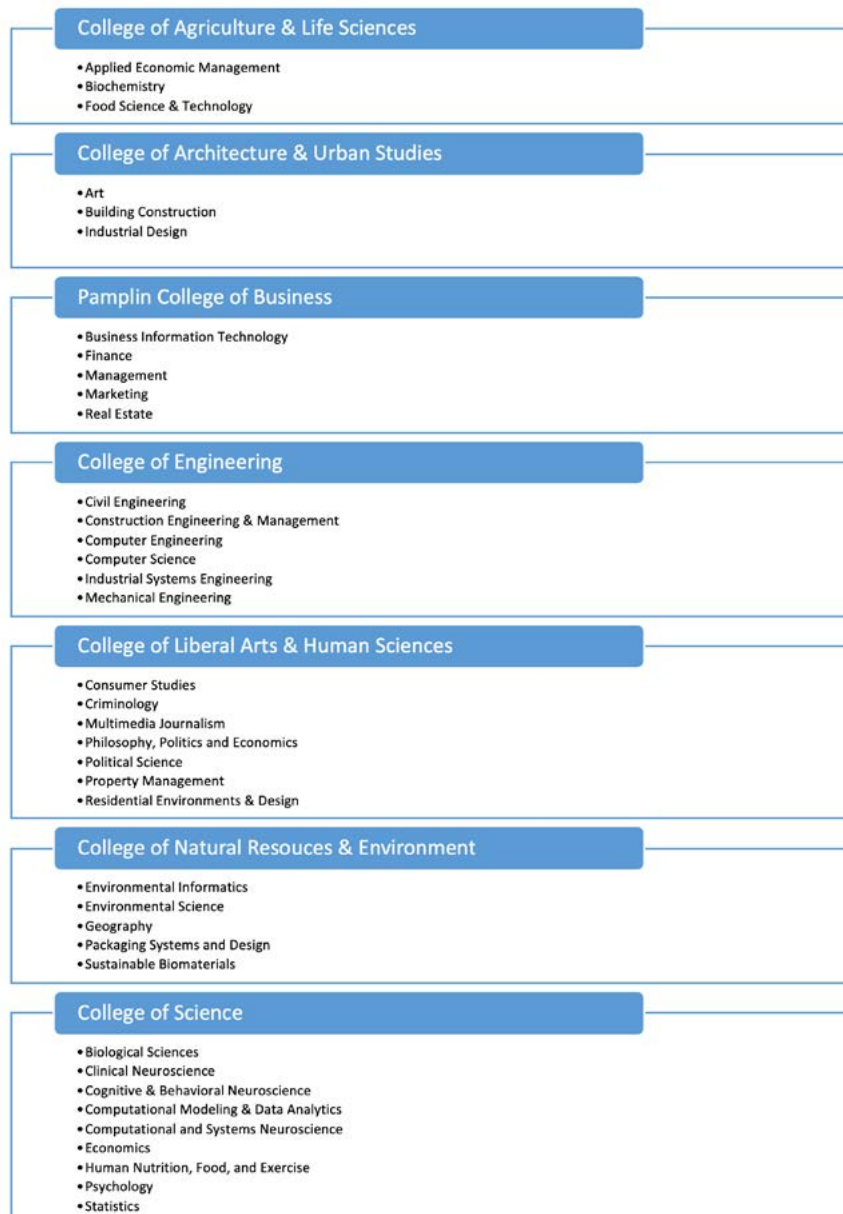 College of Agriculture & Life Sciences
•Applied Economic Management
•Biochemistry
•Food Science & Technology
College of Architecture & Urban Studies
•Art
•Building Construction
•Industrial Design
Pamplin College of Business
•Business Information Technology
•Finance
•Management
•Marketing
•Real Estate
College of Engineering
•Civil Engineering
•Construction Engineering & Management
•Computer Engineering
•Computer Science
•Industrial Systems Engineering
•Mechanical Engineering
College of Liberal Arts & Human Sciences
•Consumer Studies
•Criminology
•Multimedia Journalism
•Philosophy, Politics and Economics
•Political Science
•Property Management
•Residential Environments & Design
College of Natural Resouces & Environment
•Environmental Informatics
•Environmental Science
•Geography
•Packaging Systems and Design
•Sustainable Biomaterials
College of Science
•Biological Sciences
•Clinical Neuroscience
•Cognitive & Behavioral Neuroscience
•Computational Modeling & Data Analytics
•Computational and Systems Neuroscience
•Economics
•Human Nutrition, Food, and Exercise
•Psychology
•Statistics